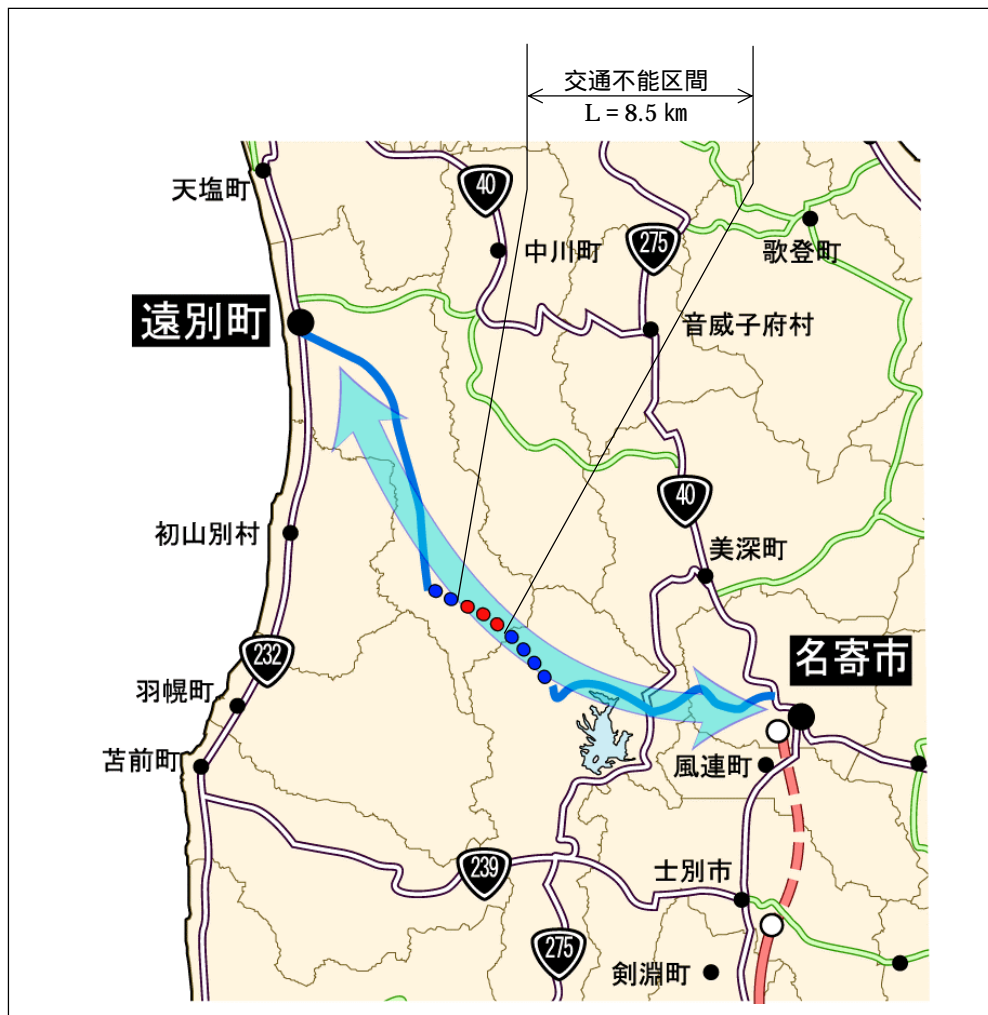 交通不能区間
L = 8.5 ㎞
天塩町
40
中川町
275
歌登町
遠別町
音威子府村
40
初山別村
美深町
232
名寄市
羽幌町
苫前町
風連町
239
士別市
275
剣淵町